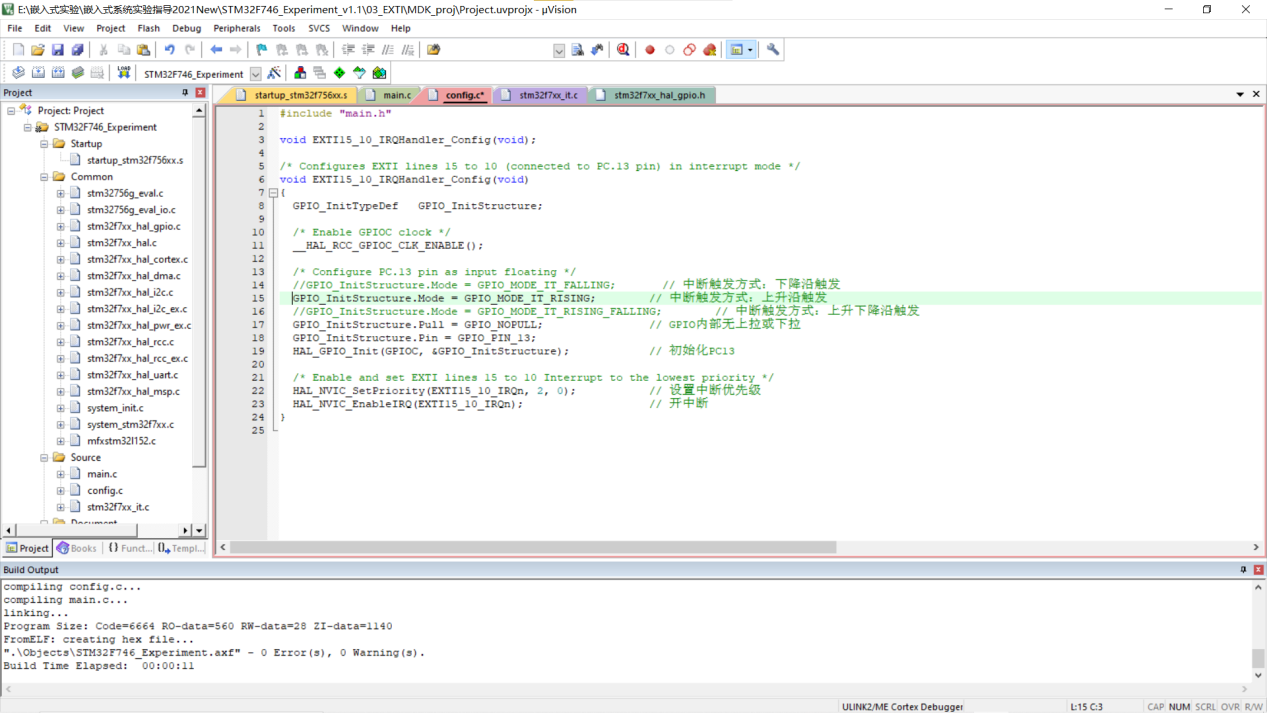 E:\嵌入式实验\嵌入式系统实验指导2021New\STM32F746_Experiment_v1.1\03_EXTI\MDK_proj\Project.uvprojx - µVision
File Edit View Project Flash Debug Peripherals Tools SVCS Window Help
LOAD
STM32F746_Experiment
Project
startup_stm32f756xx.s main.c config.c* stm32f7xx_it.c stm32f7xx_hal_gpio.h
Project: Project
STM32F746_Experiment
Startup
startup_stm32f756xx.s
Common
stm32756g_eval.c
stm32756g_eval_io.c
stm32f7xx_hal_gpio.c
stm32f7xx_hal.c
stm32f7xx_hal_cortex.c
stm32f7xx_hal_dma.c
stm32f7xx_hal_i2c.c
stm32f7xx_hal_i2c_ex.c
stm32f7xx_hal_pwr_ex.c
stm32f7xx_hal_rcc.c
stm32f7xx_hal_rcc_ex.c
stm32f7xx_hal_uart.c
stm32f7xx_hal_msp.c
system_init.c
system_stm32f7xx.c
mfxstm32l152.c
Source
main.c
config.c
stm32f7xx_it.c
Document
Project Books {} Funct... Templ...
1 #include "main.h"
2
3 void EXTI15_10_IRQHandler_Config(void);
4
5 /* Configures EXTI lines 15 to 10 (connected to PC.13 pin) in interrupt mode */
6 void EXTI15_10_IRQHandler_Config(void)
7 {
8 GPIO_InitTypeDef GPIO_InitStructure;
9
10 /* Enable GPIOC clock */
11 __HAL_RCC_GPIOC_CLK_ENABLE();
12
13 /* Configure PC.13 pin as input floating */
14 //GPIO_InitStructure.Mode = GPIO_MODE_IT_FALLING; // 中断触发方式: 下降沿触发
15 GPIO_InitStructure.Mode = GPIO_MODE_IT_RISING; // 中断触发方式: 上升沿触发
16 //GPIO_InitStructure.Mode = GPIO_MODE_IT_RISING_FALLING; // 中断触发方式: 上升下降沿触发
17 GPIO_InitStructure.Pull = GPIO_NOPULL; // GPIO内部无上拉或下拉
18 GPIO_InitStructure.Pin = GPIO_PIN_13;
19 HAL_GPIO_Init(GPIOC, &GPIO_InitStructure); // 初始化PC13
20
21 /* Enable and set EXTI lines 15 to 10 Interrupt to the lowest priority */
22 HAL_NVIC_SetPriority(EXTI15_10_IRQn, 2, 0); // 设置中断优先级
23 HAL_NVIC_EnableIRQ(EXTI15_10_IRQn); // 开中断
24 }
25
Build Output
compiling config.c...
compiling main.c...
linking...
Program Size: Code=6664 RO-data=560 RW-data=28 ZI-data=1140
FromELF: creating hex file...
".\Objects\STM32F746_Experiment.axf" - 0 Error(s), 0 Warning(s).
Build Time Elapsed: 00:00:11
ULINK2/ME Cortex Debugger L:15 C:3 CAP NUM SCRL OVR R/W